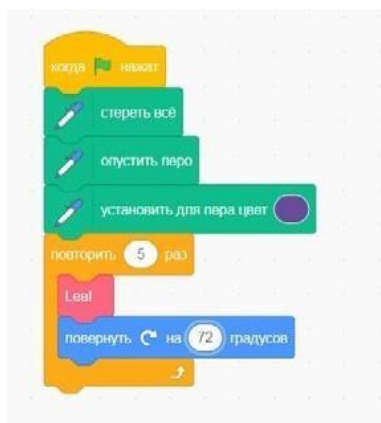 когда нажат
стереть всё
опустить перо
установить для пера цвет
повторить 5 раз
Leaf
повернуть на 72 градусов